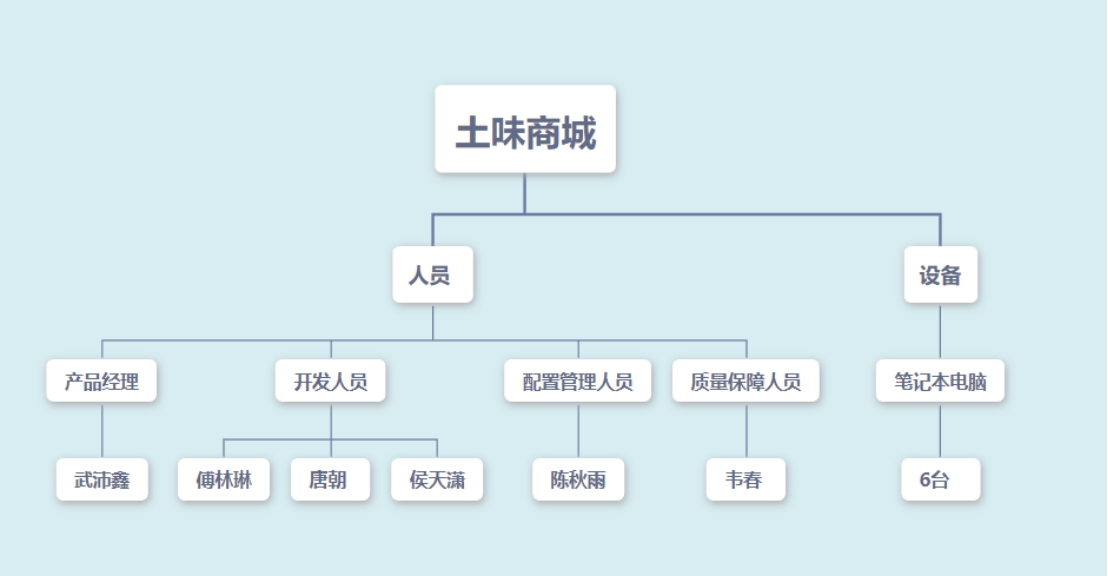 土味商城
人员
设备
产品经理
开发人员
配置管理人员
质量保障人员
笔记本电脑
武沛鑫
傅林琳
唐朝
侯天潇
陈秋雨
韦春
6台